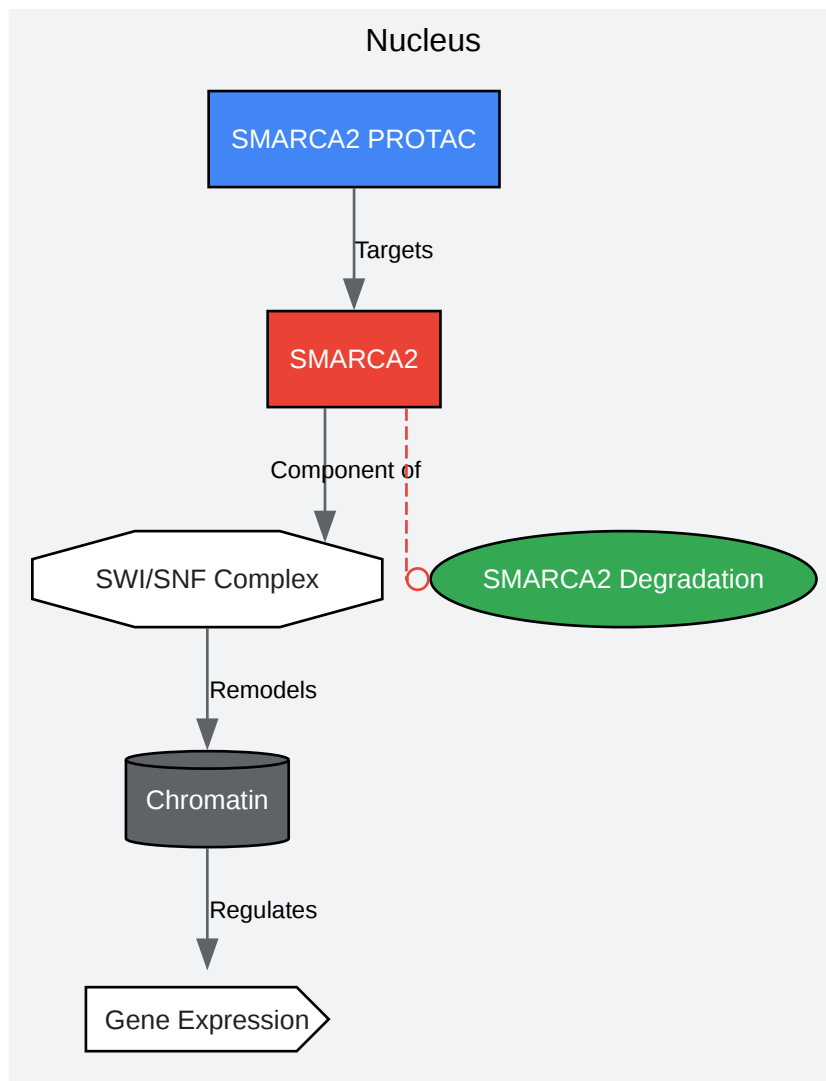 Nucleus
SMARCA2 PROTAC
Targets
SMARCA2
Component of
SWI/SNF Complex
SMARCA2 Degradation
Remodels
Chromatin
Regulates
Gene Expression